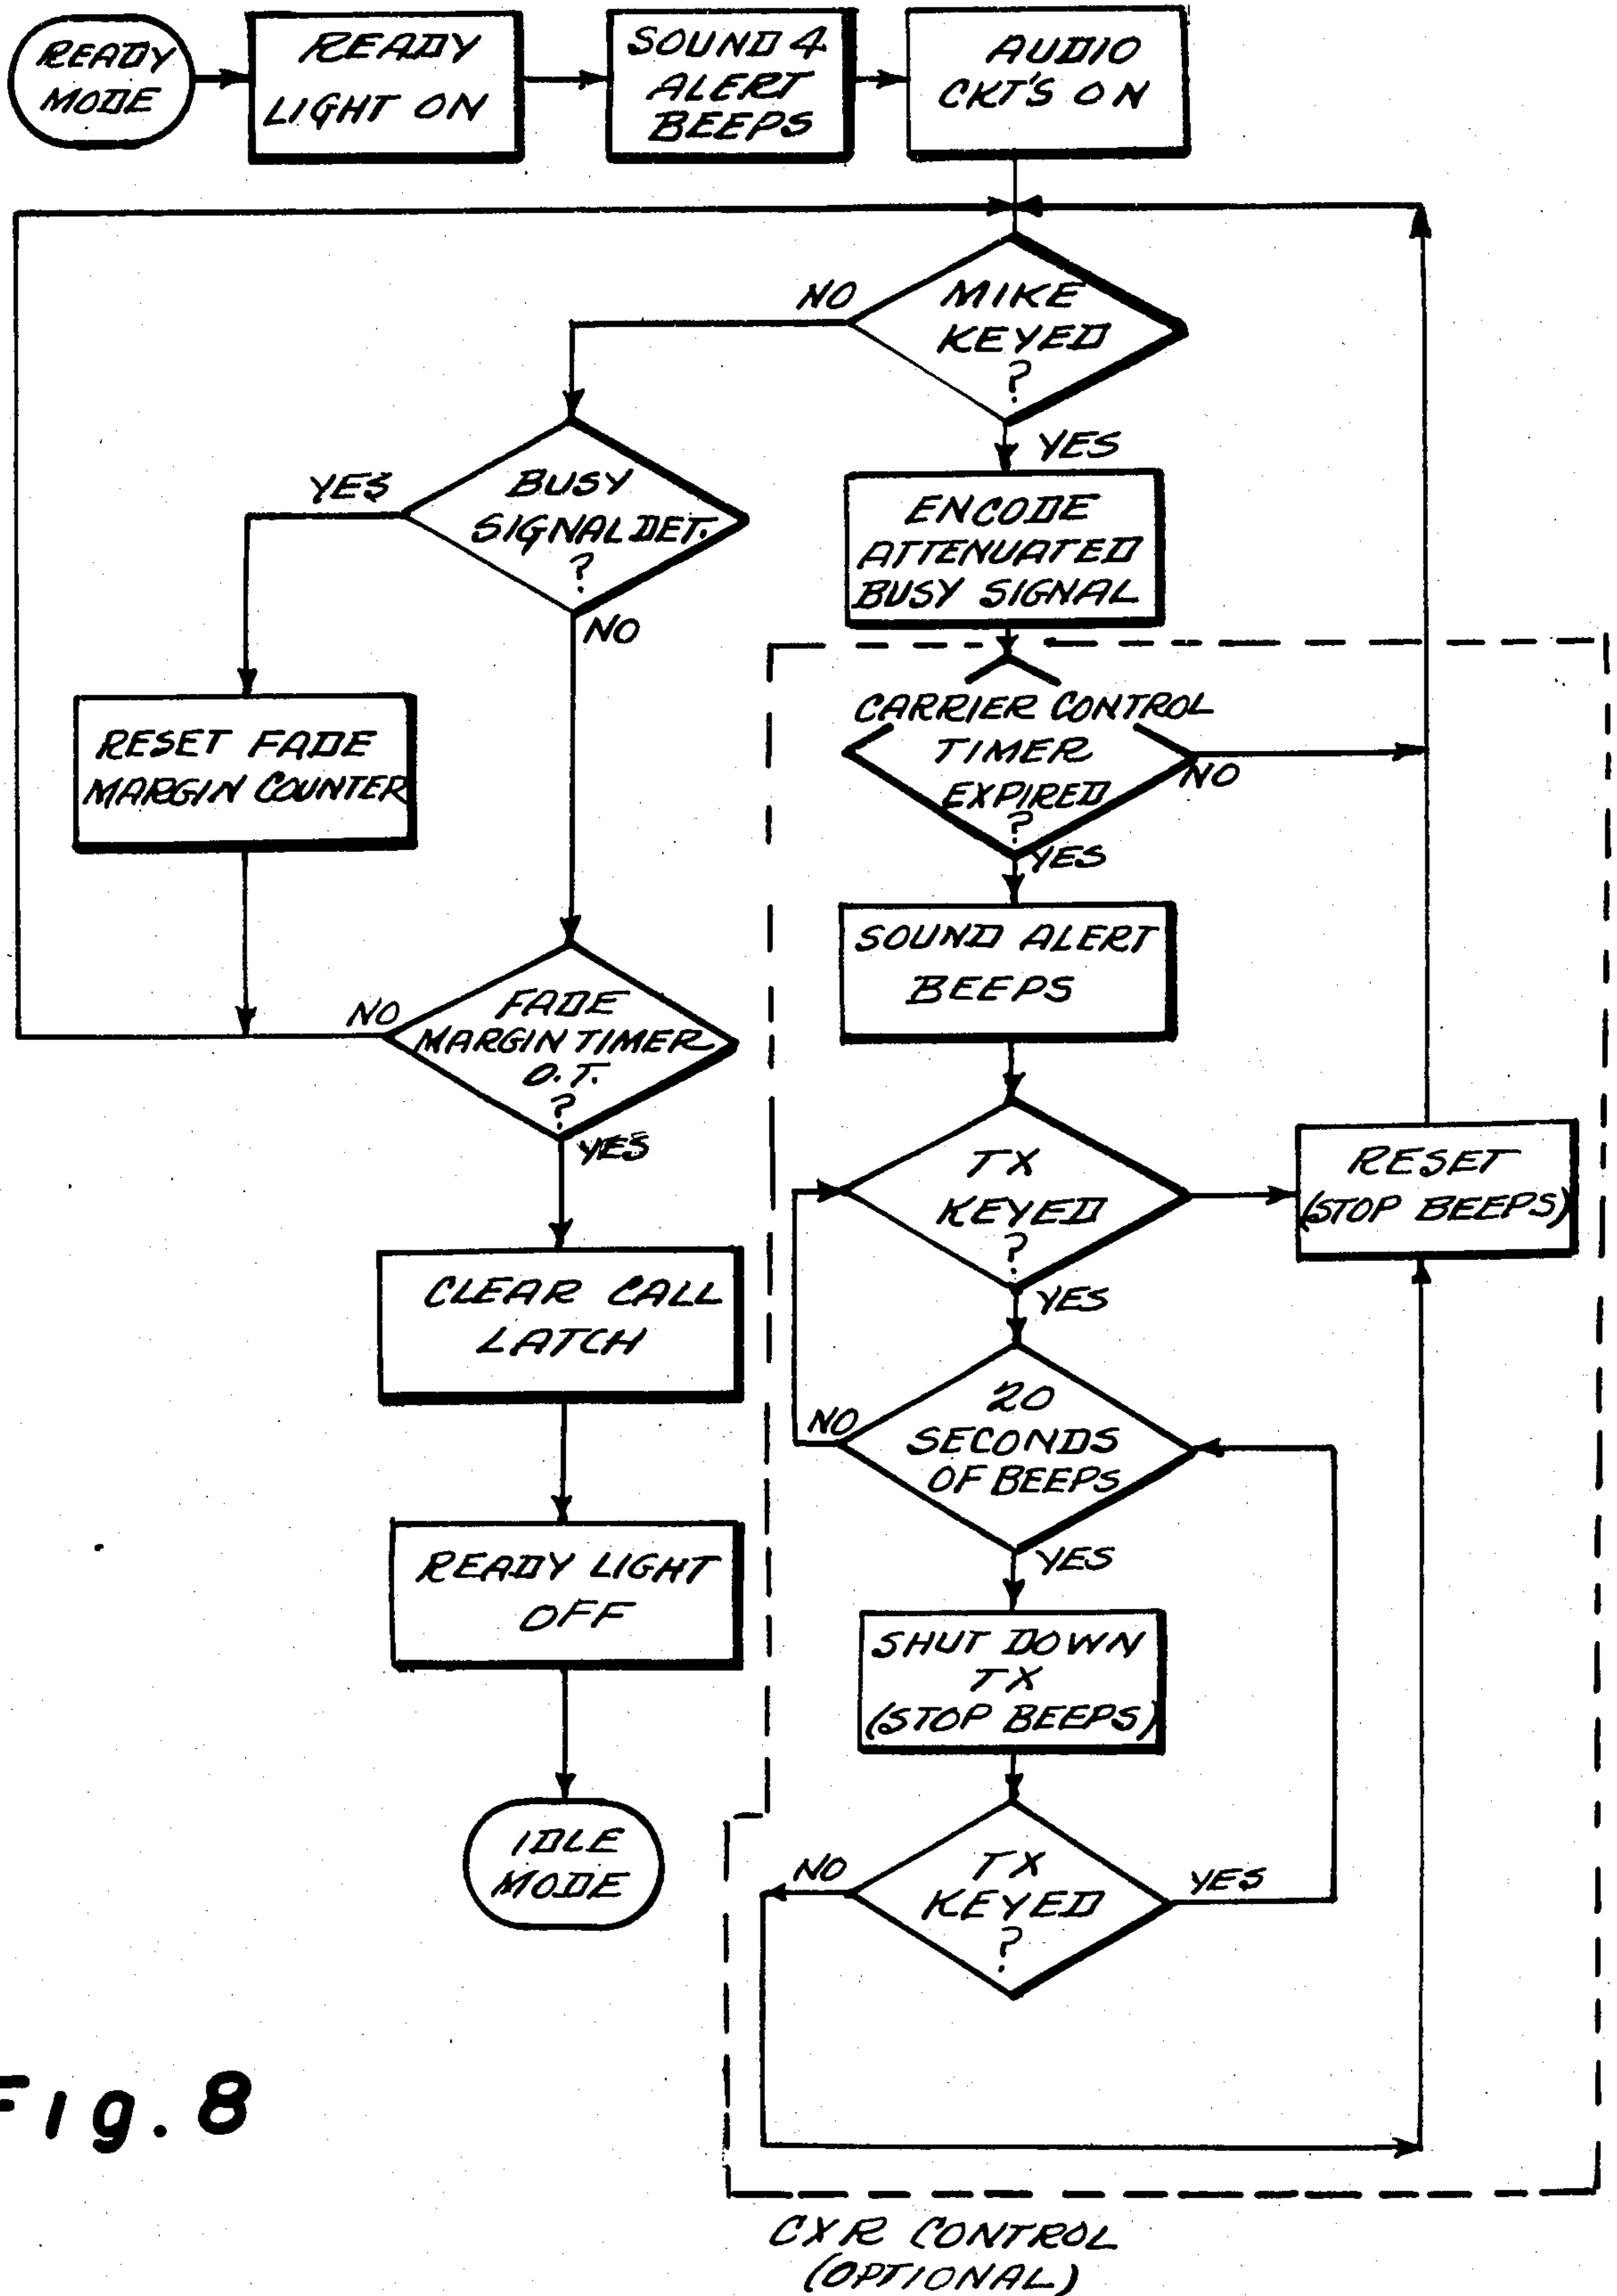 READY
MODE
READY
LIGHT ON
SOUND 4
ALERT
BEEPS
AUDIO
CKT'S ON
MIKE
KEYED
?
NO
YES
BUSY
SIGNAL DET.
?
YES
NO
ENCODE
ATTENUATED
BUSY SIGNAL
RESET FADE
MARGIN COUNTER
CARRIER CONTROL
TIMER
EXPIRED
?
NO
YES
SOUND ALERT
BEEPS
FADE
MARGIN TIMER
O.T.
?
NO
YES
TX
KEYED
?
YES
RESET
(STOP BEEPS)
CLEAR CALL
LATCH
20
SECONDS
OF BEEPS
NO
YES
READY LIGHT
OFF
SHUT DOWN
TX
(STOP BEEPS)
IDLE
MODE
TX
KEYED
?
NO
YES
Fig. 8
CXR CONTROL
(OPTIONAL)